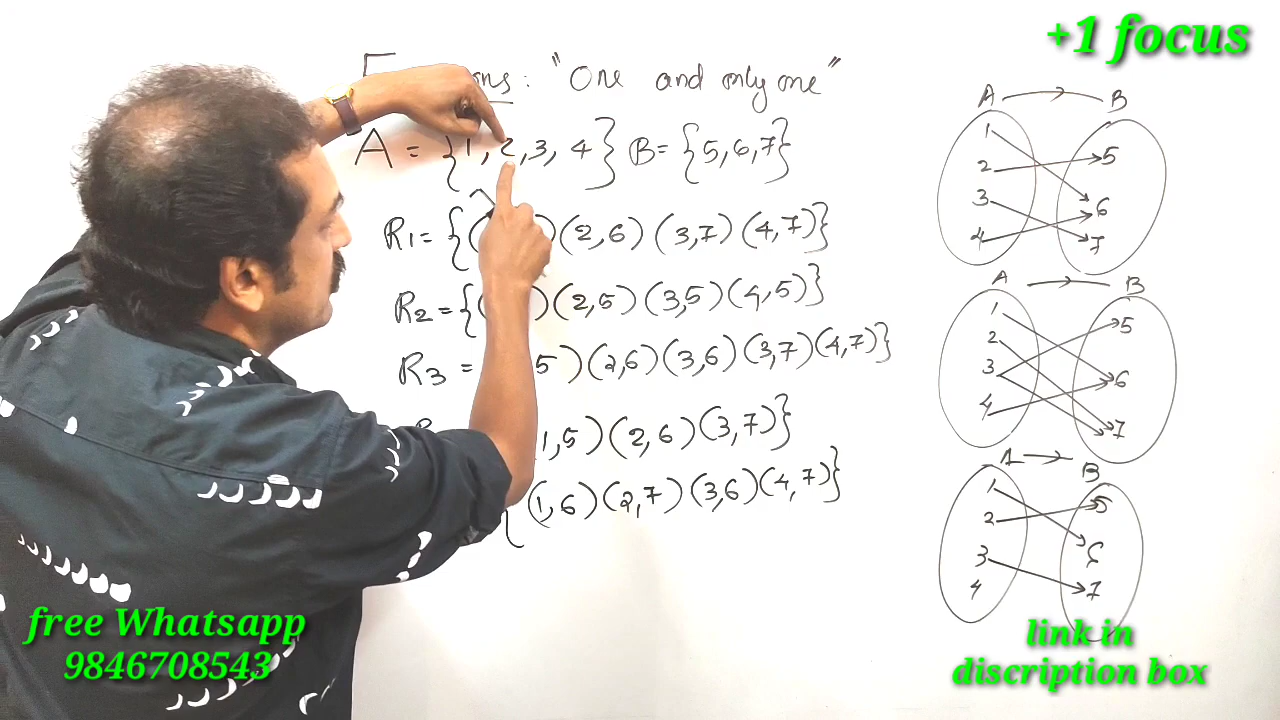 +1 focus
: "One and only one"
A = {1, 2, 3, 4} B = {5, 6, 7}
R1 = { (2,6) (3,7) (4,7)}
R2 = { (2,5) (3,5) (4,5)}
R3 = 5) (2,6) (3,6) (3,7) (4,7)}
1,5) (2,6) (3,7)}
{(1,6) (2,7) (3,6) (4,7)}
A → B
1
2
3
4
5
6
7
A → B
1
2
3
4
5
6
7
A → B
1
2
3
4
5
6
7
free Whatsapp
9846708543
link in
discription box